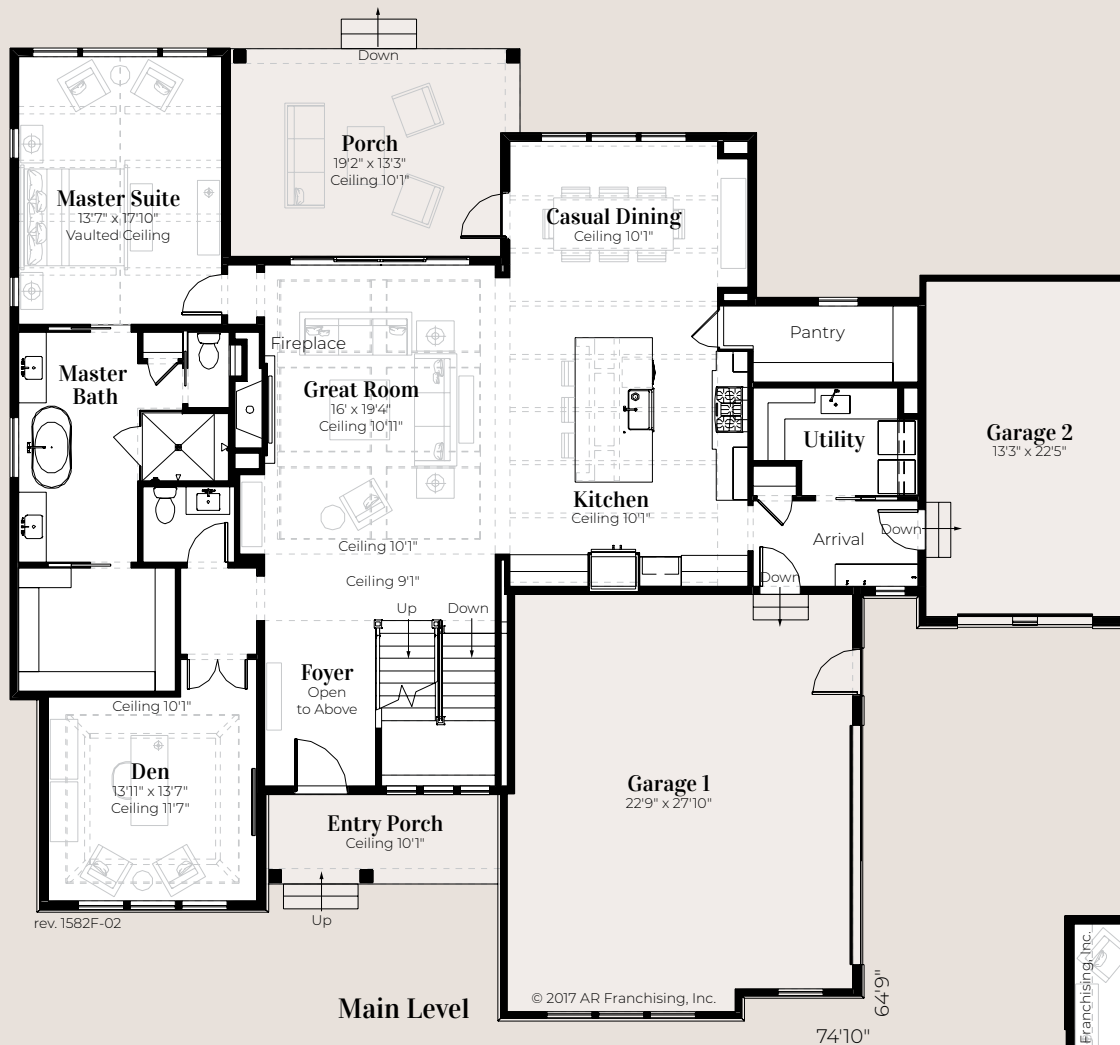 Down
Porch
19'2" x 13'3"
Ceiling 10'1"
Master Suite
13'7" x 17'10"
Vaulted Ceiling
Casual Dining
Ceiling 10'1"
Fireplace
Pantry
Master
Bath
Great Room
16' x 19'4"
Ceiling 10'11"
Utility
Garage 2
13'3" x 22'5"
Kitchen
Ceiling 10'1"
Down
Arrival
Ceiling 10'1"
Down
Ceiling 9'1"
Up
Down
Foyer
Open
to Above
Ceiling 10'1"
Den
13'11" x 13'7"
Ceiling 11'7"
Garage 1
22'9" x 27'10"
Entry Porch
Ceiling 10'1"
Up
rev. 1582F-02
Main Level
© 2017 AR Franchising, Inc.
64'9"
74'10"
Franchising, Inc.